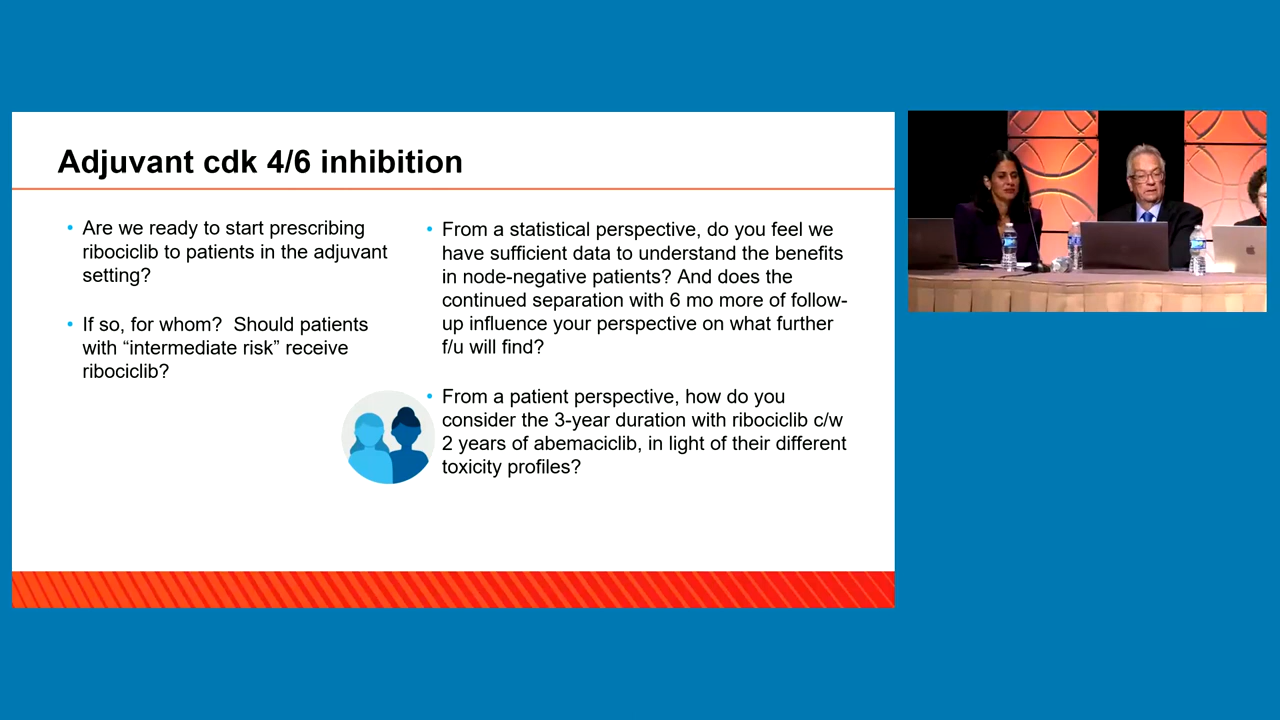 Adjuvant cdk 4/6 inhibition
• Are we ready to start prescribing
ribociclib to patients in the adjuvant
setting?
• If so, for whom?  Should patients
with “intermediate risk” receive
ribociclib?
• From a statistical perspective, do you feel we
have sufficient data to understand the benefits
in node-negative patients? And does the
continued separation with 6 mo more of follow-
up influence your perspective on what further
f/u will find?
• From a patient perspective, how do you
consider the 3-year duration with ribociclib c/w
2 years of abemaciclib, in light of their different
toxicity profiles?